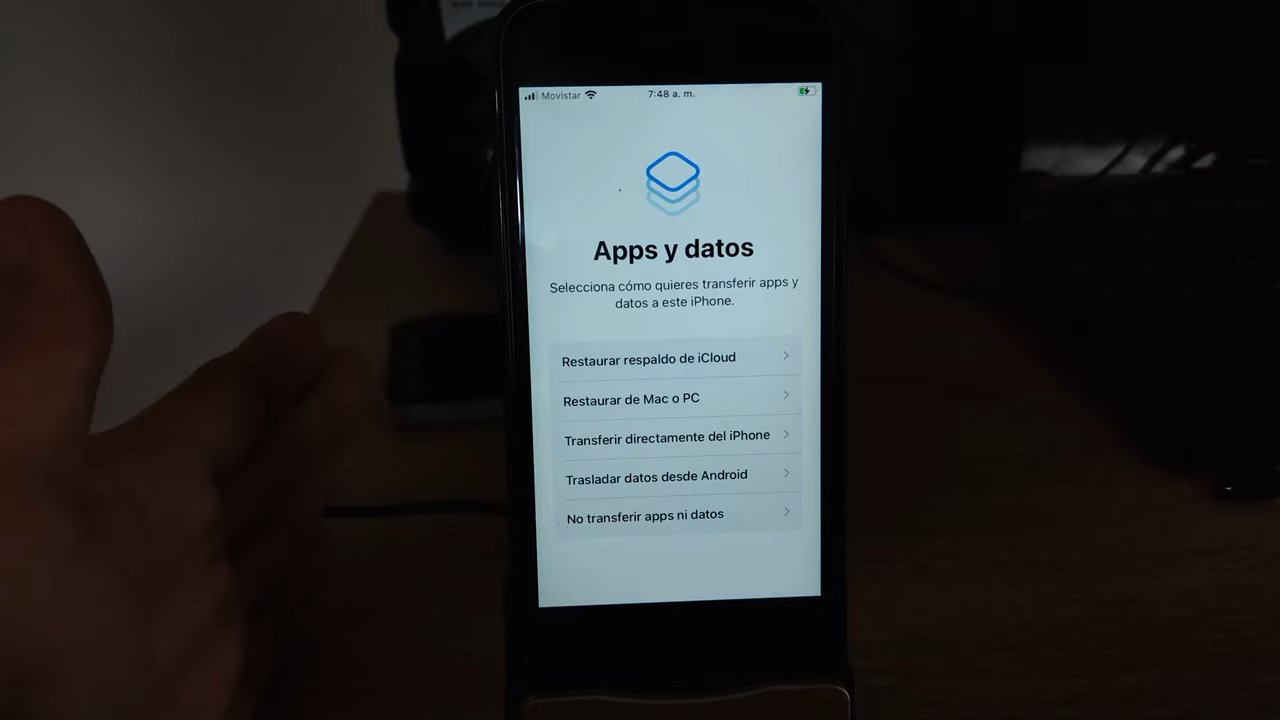 Movistar 7:48 a. m.
Apps y datos
Selecciona cómo quieres transferir apps y
datos a este iPhone.
Restaurar respaldo de iCloud
Restaurar de Mac o PC
Transferir directamente del iPhone
Trasladar datos desde Android
No transferir apps ni datos